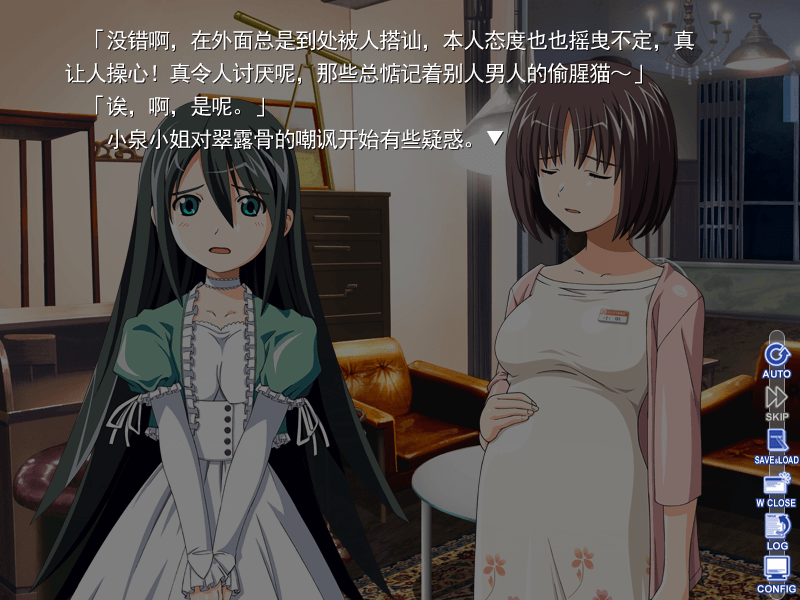 「没错啊，在外面总是到处被人搭讪，本人态度也也摇曳不定，真
让人操心！真令人讨厌呢，那些总惦记着别人男人的偷腥猫～」
「诶，啊，是呢。」
小泉小姐对翠露骨的嘲讽开始有些疑惑。▼
AUTO
SKIP
SAVE&LOAD
W CLOSE
LOG
CONFIG